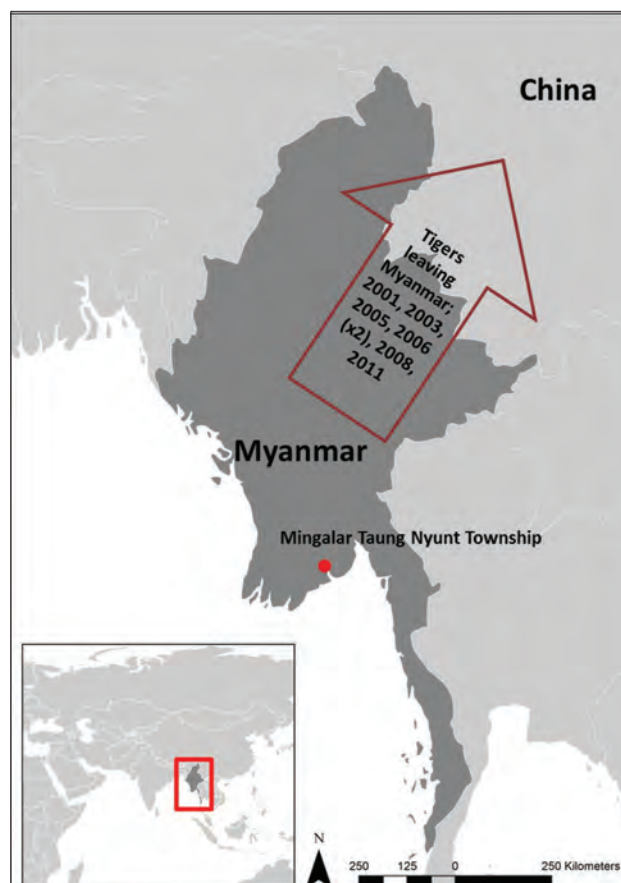 China
Tigers
leaving
Myanmar;
2001, 2003,
2005, 2006
(x2), 2008,
2011
Myanmar
Mingalar Taung Nyunt Township
N
250 125 0 250 Kilometers